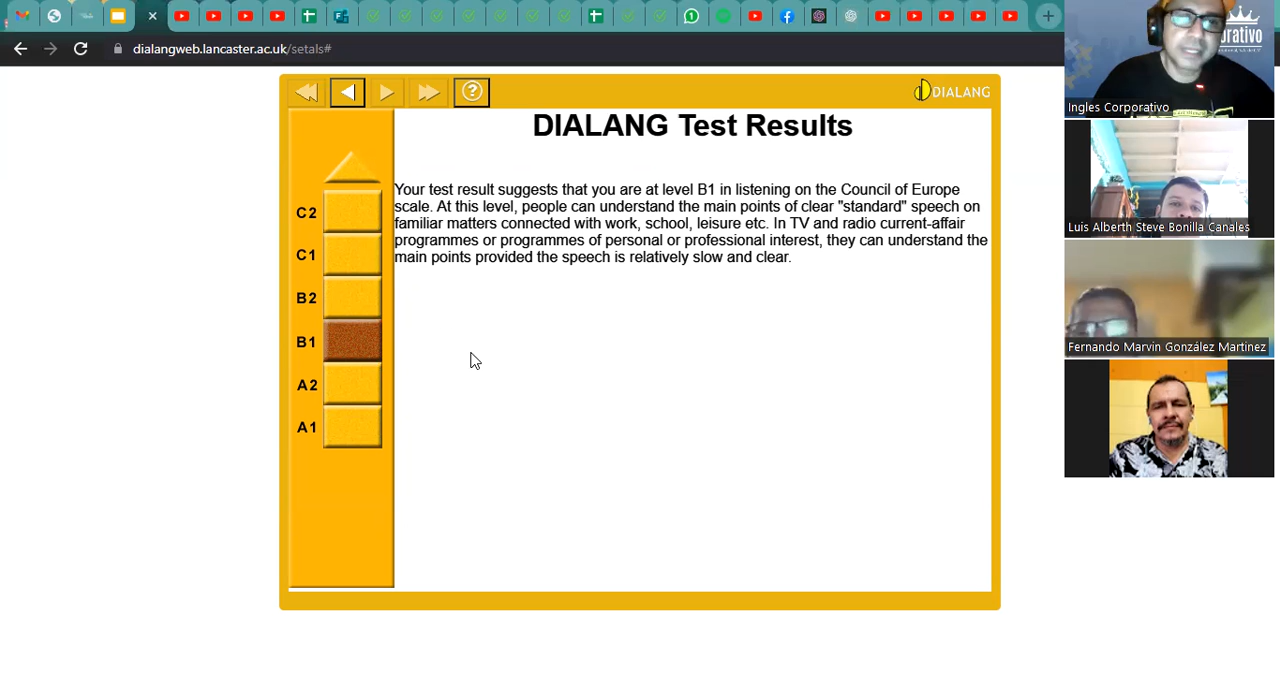 dialangweb.lancaster.ac.uk/setals#
DIALANG
DIALANG Test Results
Your test result suggests that you are at level B1 in listening on the Council of Europe
scale. At this level, people can understand the main points of clear "standard" speech on
familiar matters connected with work, school, leisure etc. In TV and radio current-affair
programmes or programmes of personal or professional interest, they can understand the
main points provided the speech is relatively slow and clear.
C2
C1
B2
B1
A2
A1
Ingles Corporativo
Luis Alberth Steve Bonilla Canales
Fernando Marvin González Martínez